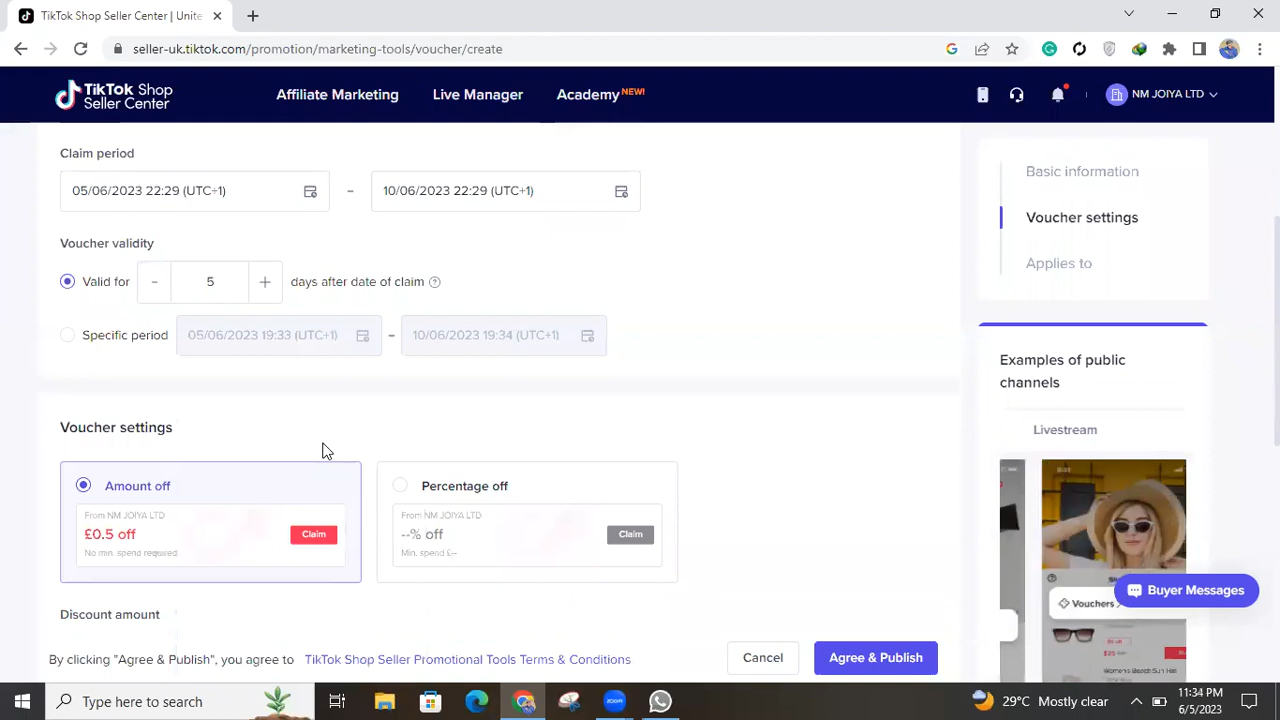 TikTok Shop Seller Center | Unite
seller-uk.tiktok.com/promotion/marketing-tools/voucher/create
TikTok Shop
Seller Center
Affiliate Marketing
Live Manager
Academy NEW!
NM JOIYA LTD
Claim period
05/06/2023 22:29 (UTC+1)
–
10/06/2023 22:29 (UTC+1)
Voucher validity
Valid for - 5 + days after date of claim
Specific period 05/06/2023 19:33 (UTC+1) – 10/06/2023 19:34 (UTC+1)
Voucher settings
Amount off
From NM JOIYA LTD
£0.5 off
Claim
No min. spend required
Percentage off
From NM JOIYA LTD
--% off
Claim
Min. spend £--
Discount amount
By clicking "Agree & Publish", you agree to TikTok Shop Seller Promotional Tools Terms & Conditions
Cancel
Agree & Publish
Basic information
Voucher settings
Applies to
Examples of public
channels
Livestream
Vouchers
Women's Beach Sun Hat
Buyer Messages
Type here to search
zoom
29°C Mostly clear
11:34 PM
6/5/2023